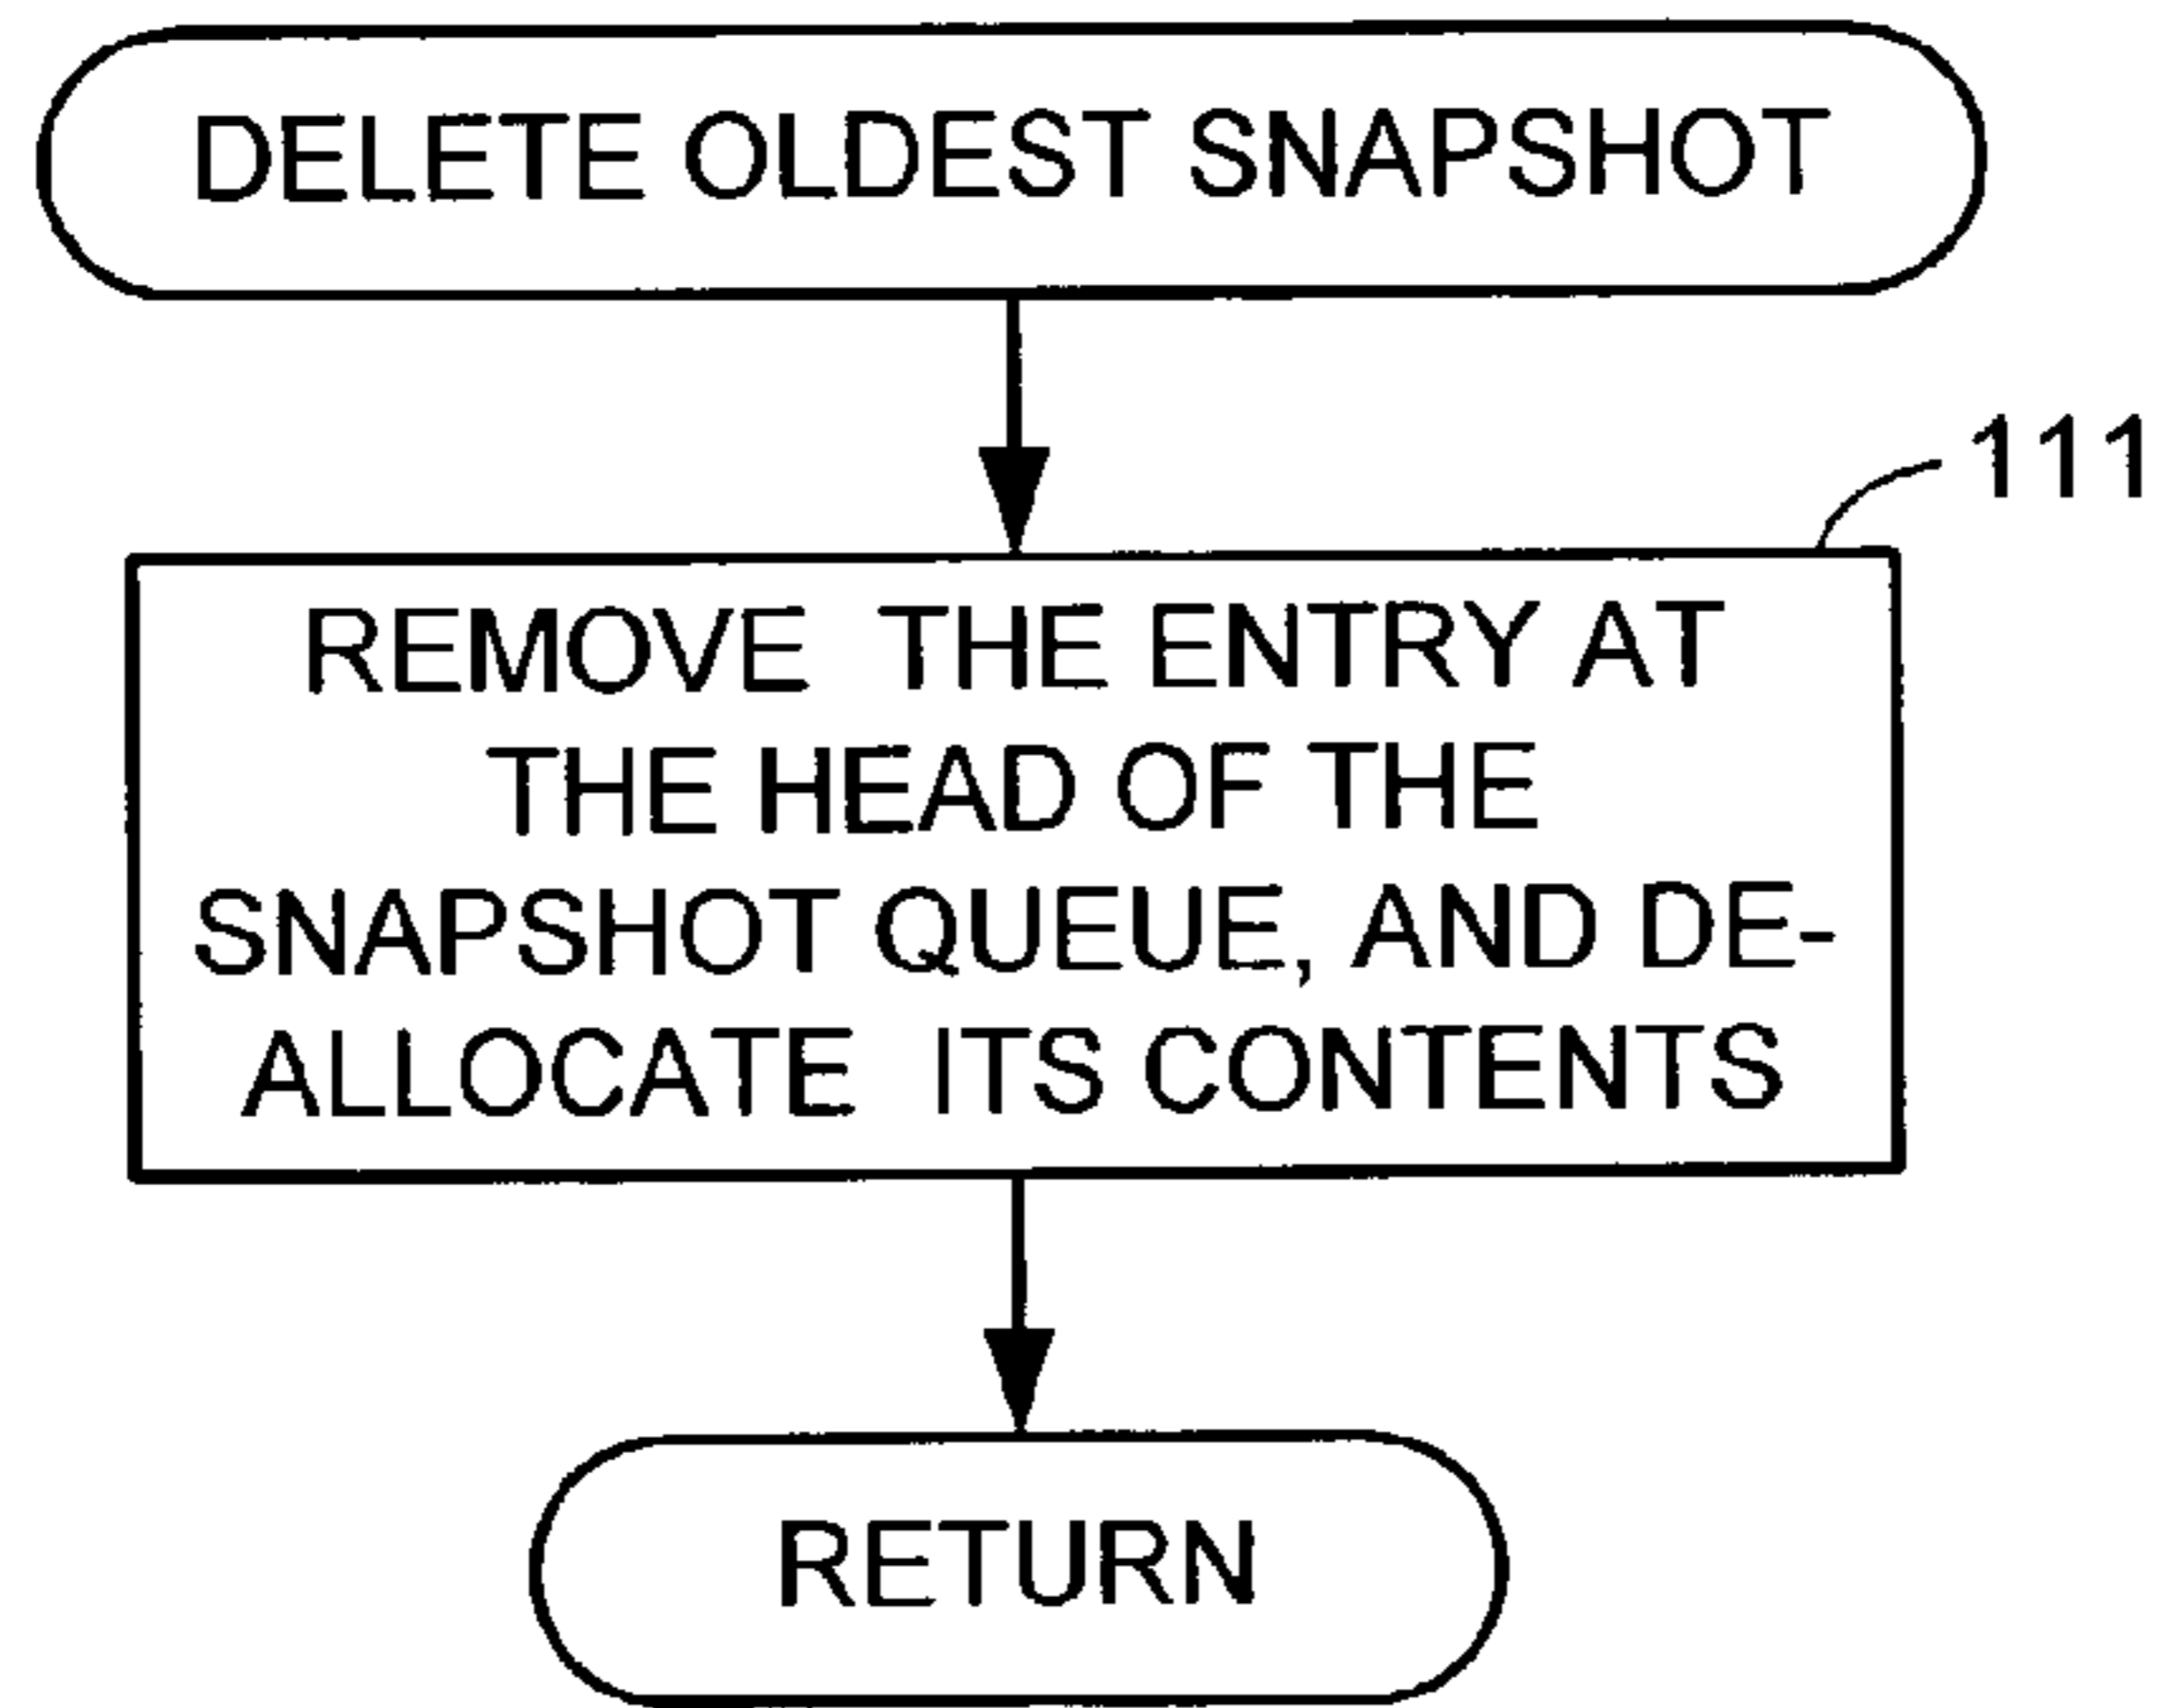 DELETE OLDEST SNAPSHOT
111
REMOVE THE ENTRY AT
THE HEAD OF THE
SNAPSHOT QUEUE, AND DE-
ALLOCATE ITS CONTENTS
RETURN